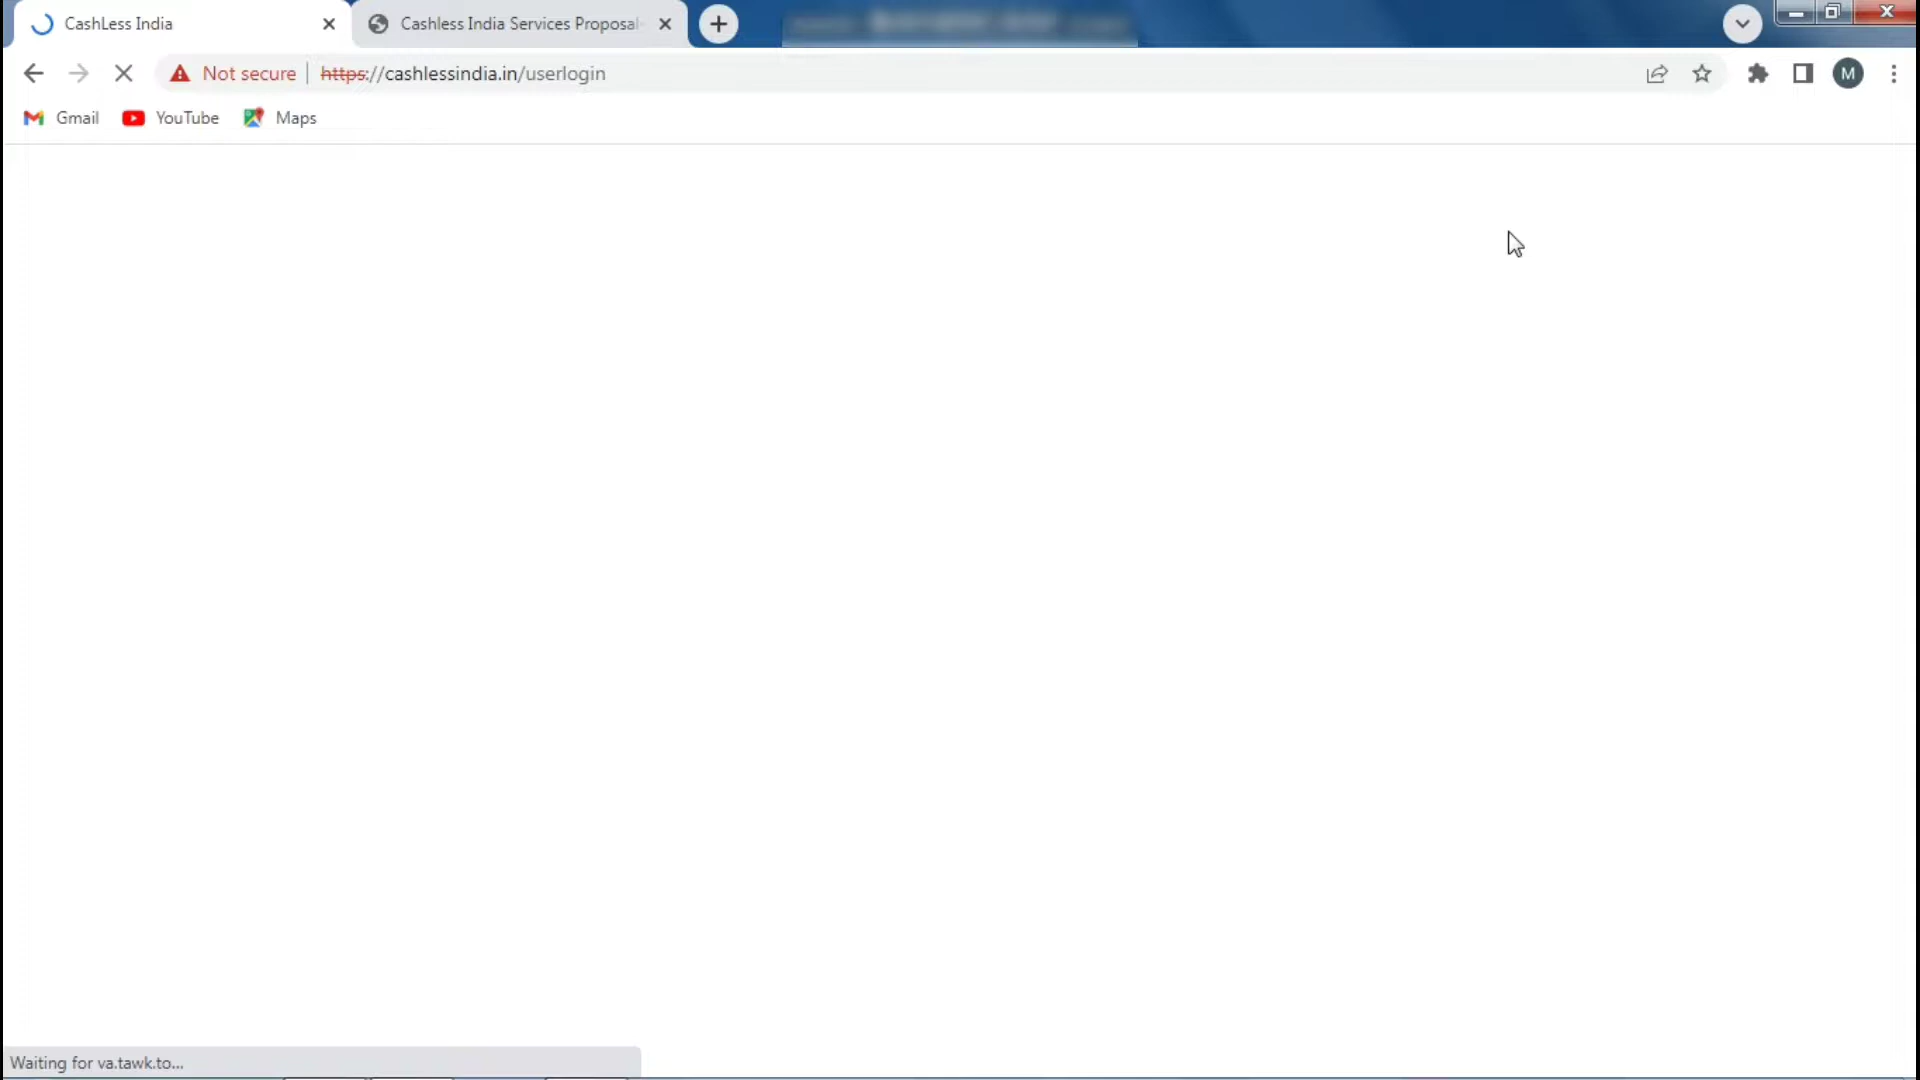 CashLess India
Cashless India Services Proposal
Not secure
https://cashlessindia.in/userlogin
M
Gmail
YouTube
Maps
Waiting for va.tawk.to...